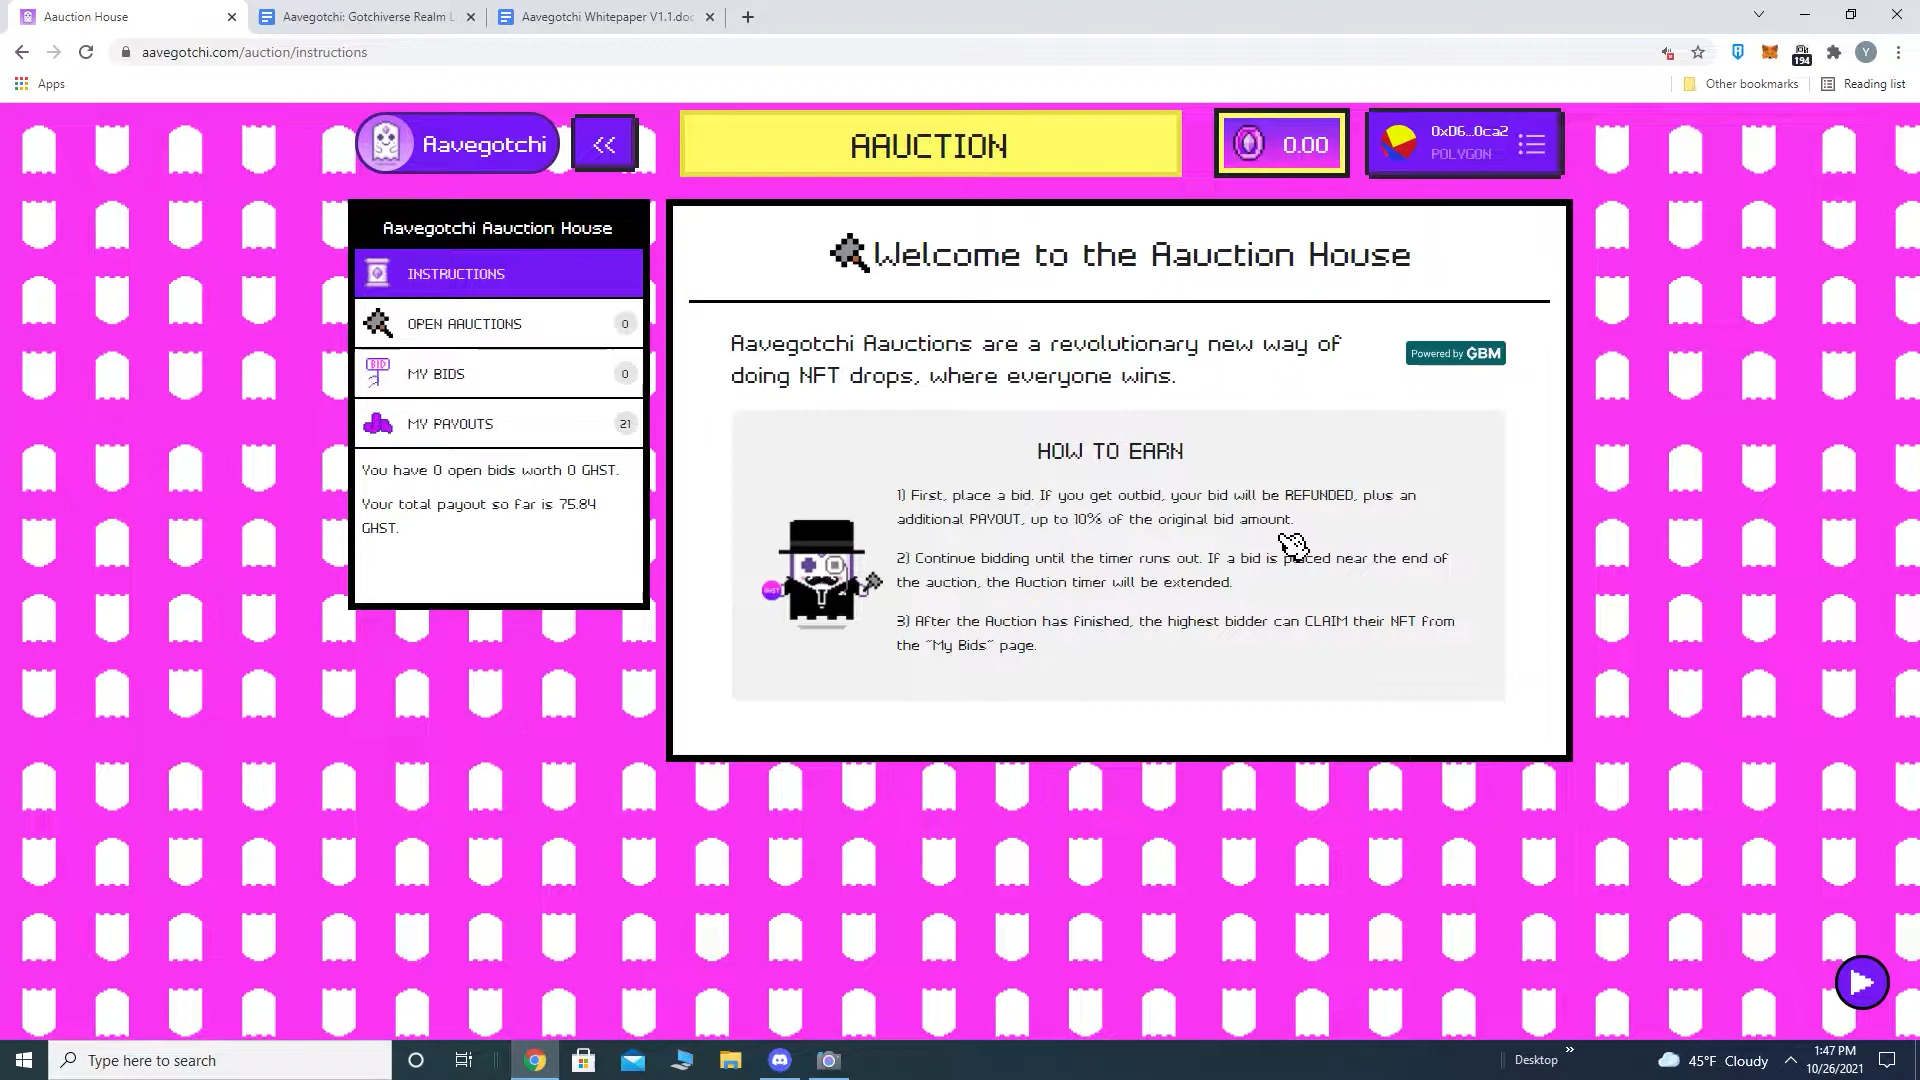 Aauction House
Aavegotchi: Gotchiverse Realm L
Aavegotchi Whitepaper V1.1.doc
aavegotchi.com/auction/instructions
194
Y
Apps
Other bookmarks
Reading list
Aavegotchi
<<
AAUCTION
0.00
0xD6...0ca2
POLYGON
Aavegotchi Aauction House
INSTRUCTIONS
OPEN AAUCTIONS
0
BID
MY BIDS
0
MY PAYOUTS
21
You have 0 open bids worth 0 GHST.
Your total payout so far is 75.84
GHST.
Welcome to the Aauction House
Aavegotchi Aauctions are a revolutionary new way of
doing NFT drops, where everyone wins.
Powered by GBM
HOW TO EARN
1) First, place a bid. If you get outbid, your bid will be REFUNDED, plus an
additional PAYOUT, up to 10% of the original bid amount.
2) Continue bidding until the timer runs out. If a bid is placed near the end of
the auction, the Auction timer will be extended.
3) After the Auction has finished, the highest bidder can CLAIM their NFT from
the "My Bids" page.
GHST
Type here to search
Desktop
45°F Cloudy
1:47 PM
10/26/2021